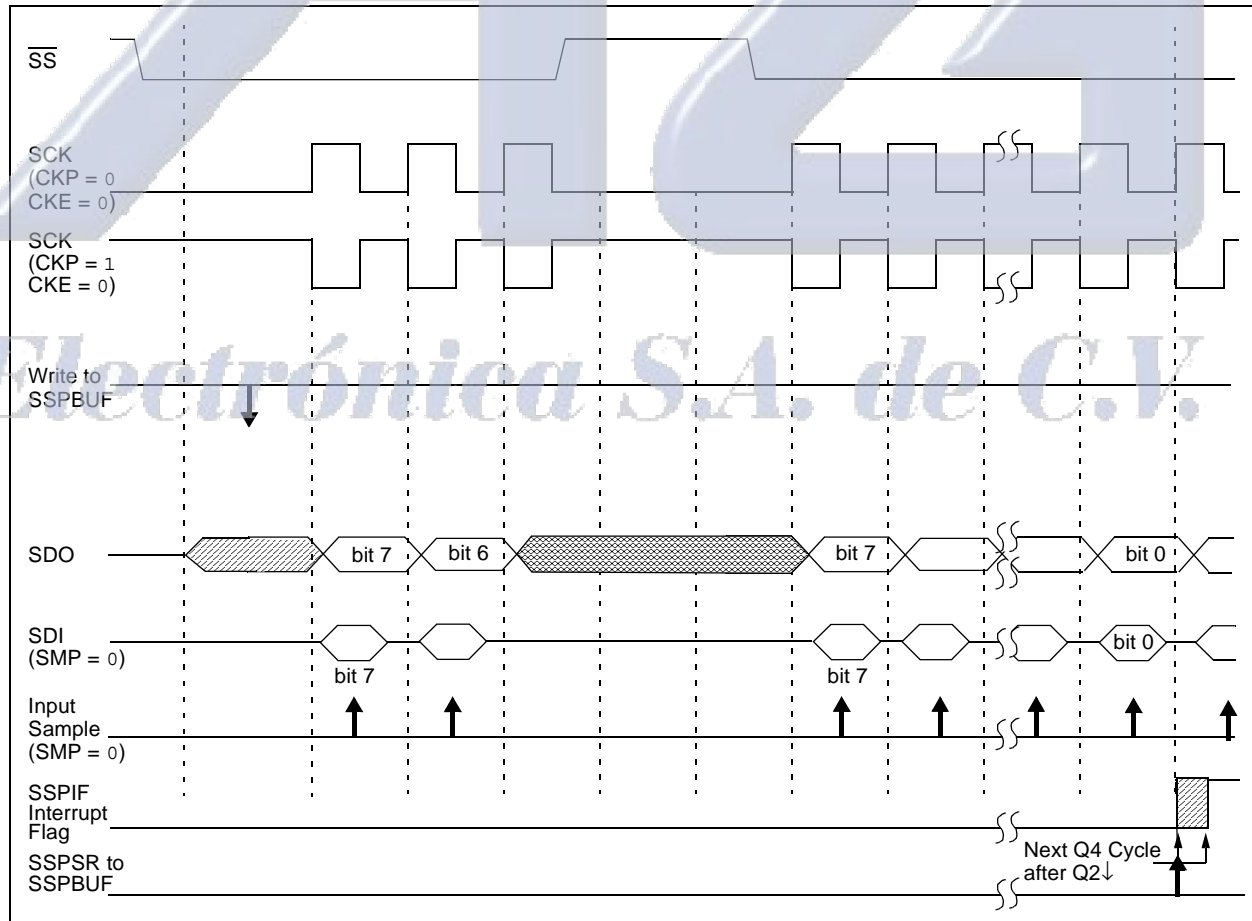 SS
SCK
(CKP = 0
CKE = 0)
SCK
(CKP = 1
CKE = 0)
Electrónica S.A. de C.V.
Write to
SSPBUF
SDO
bit 7
bit 6
bit 7
bit 0
SDI
(SMP = 0)
bit 7
bit 7
bit 0
Input
Sample
(SMP = 0)
SSPIF
Interrupt
Flag
SSPSR to
SSPBUF
Next Q4 Cycle
after Q2↓